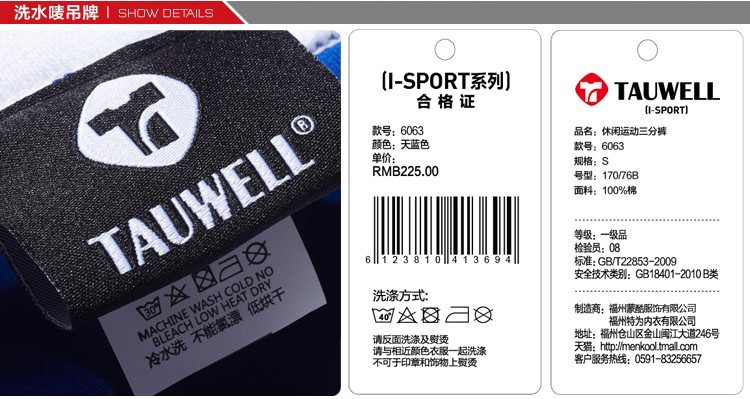 洗水唛吊牌 | SHOW DETAILS
TAUWELL®
30
MACHINE WASH COLD NO
BLEACH LOW HEAT DRY
冷水洗 不能氯漂 低烘干
(I-SPORT系列)
合格证
款号: 6063
颜色: 天蓝色
单价:
RMB225.00
6 123810 413694
洗涤方式:
40°
请反面洗涤及熨烫
请与相近颜色衣服一起洗涤
不可于印章和饰物上熨烫
TAUWELL
(I-SPORT)
品名: 休闲运动三分裤
款号: 6063
规格: S
号型: 170/76B
面料: 100%棉
等级: 一级品
检验员: 08
标准: GB/T22853-2009
安全技术类别: GB18401-2010 B类
制造商: 福州蒙酷服饰有限公司
福州特为内衣有限公司
地址: 福州仓山区金山闽江大道246号
天猫: http://menkool.tmall.com
客户服务热线: 0591-83256657